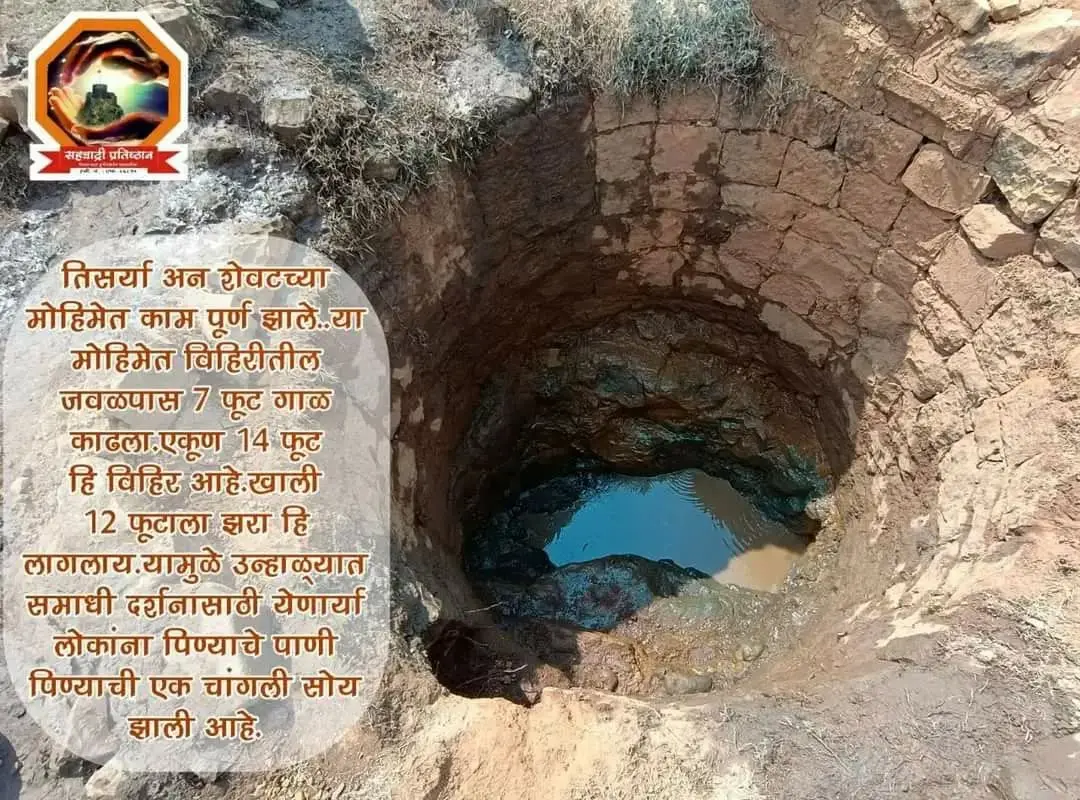 सह्याद्री प्रतिष्ठान
तिसर्या अन शेवटच्या
मोहिमेत काम पूर्ण झाले..या
मोहिमेत विहिरीतील
जवळपास 7 फूट गाळ
काढला.एकूण 14 फूट
हि विहिर आहे.खाली
12 फूटाला झरा हि
लागलाय.यामुळे उन्हाळ्यात
समाधी दर्शनासाठी येणार्या
लोकांना पिण्याचे पाणी
पिण्याची एक चांगली सोय
झाली आहे.